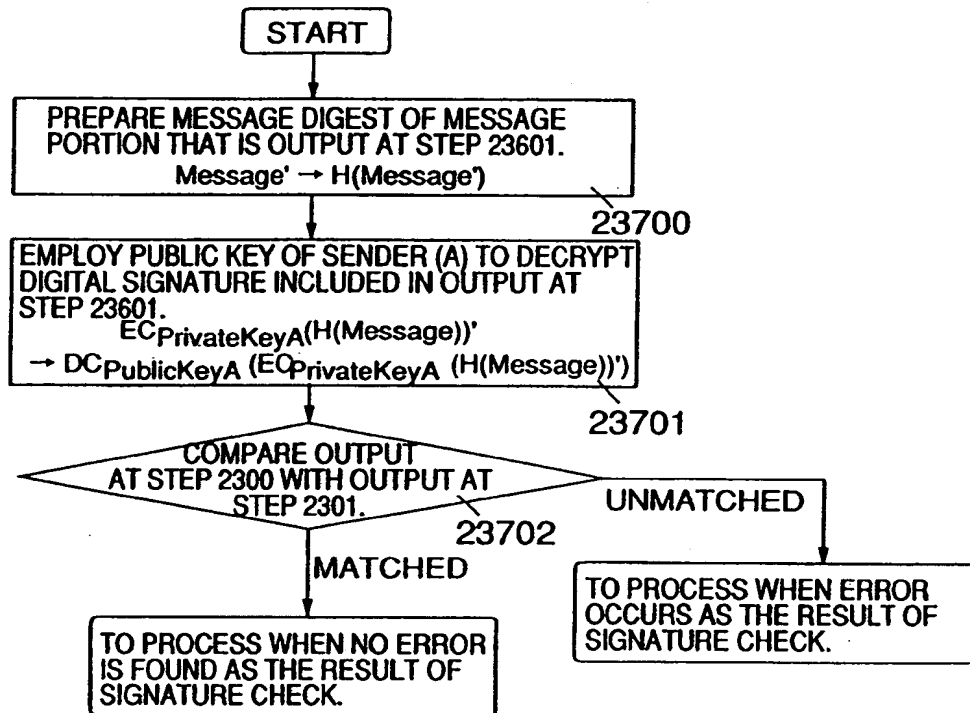 START
PREPARE MESSAGE DIGEST OF MESSAGE
PORTION THAT IS OUTPUT AT STEP 23601.
Message' → H(Message')
23700
EMPLOY PUBLIC KEY OF SENDER (A) TO DECRYPT
DIGITAL SIGNATURE INCLUDED IN OUTPUT AT
STEP 23601.
ECPrivateKeyA(H(Message))'
→ DCPublicKeyA (ECPrivateKeyA (H(Message))')
23701
COMPARE OUTPUT
AT STEP 2300 WITH OUTPUT AT
STEP 2301.
23702
UNMATCHED
MATCHED
TO PROCESS WHEN ERROR
OCCURS AS THE RESULT OF
SIGNATURE CHECK.
TO PROCESS WHEN NO ERROR
IS FOUND AS THE RESULT OF
SIGNATURE CHECK.